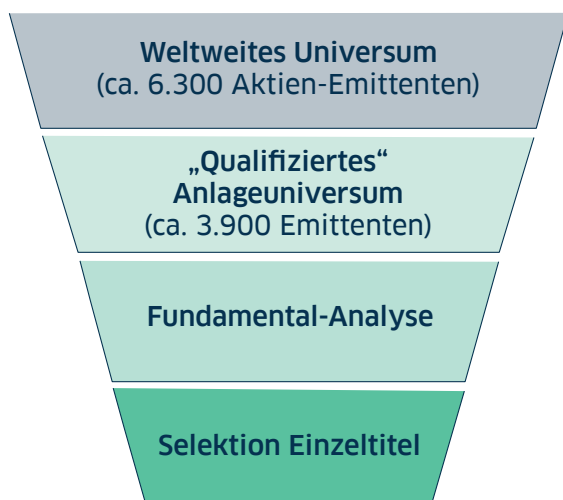 Weltweites Universum
(ca. 6.300 Aktien-Emittenten)
„Qualifiziertes“
Anlageuniversum
(ca. 3.900 Emittenten)
Fundamental-Analyse
Selektion Einzeltitel